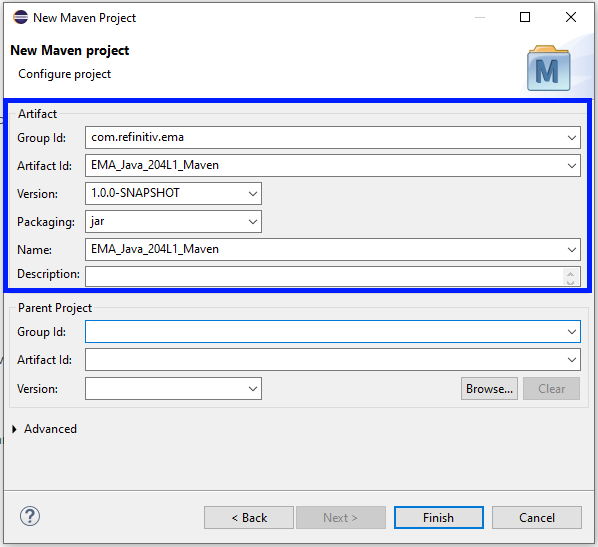 New Maven Project
New Maven project
Configure project
M
Artifact
Group Id: com.refinitiv.ema
Artifact Id: EMA_Java_204L1_Maven
Version: 1.0.0-SNAPSHOT
Packaging: jar
Name: EMA_Java_204L1_Maven
Description:
Parent Project
Group Id:
Artifact Id:
Version: Browse... Clear
Advanced
? < Back Next > Finish Cancel